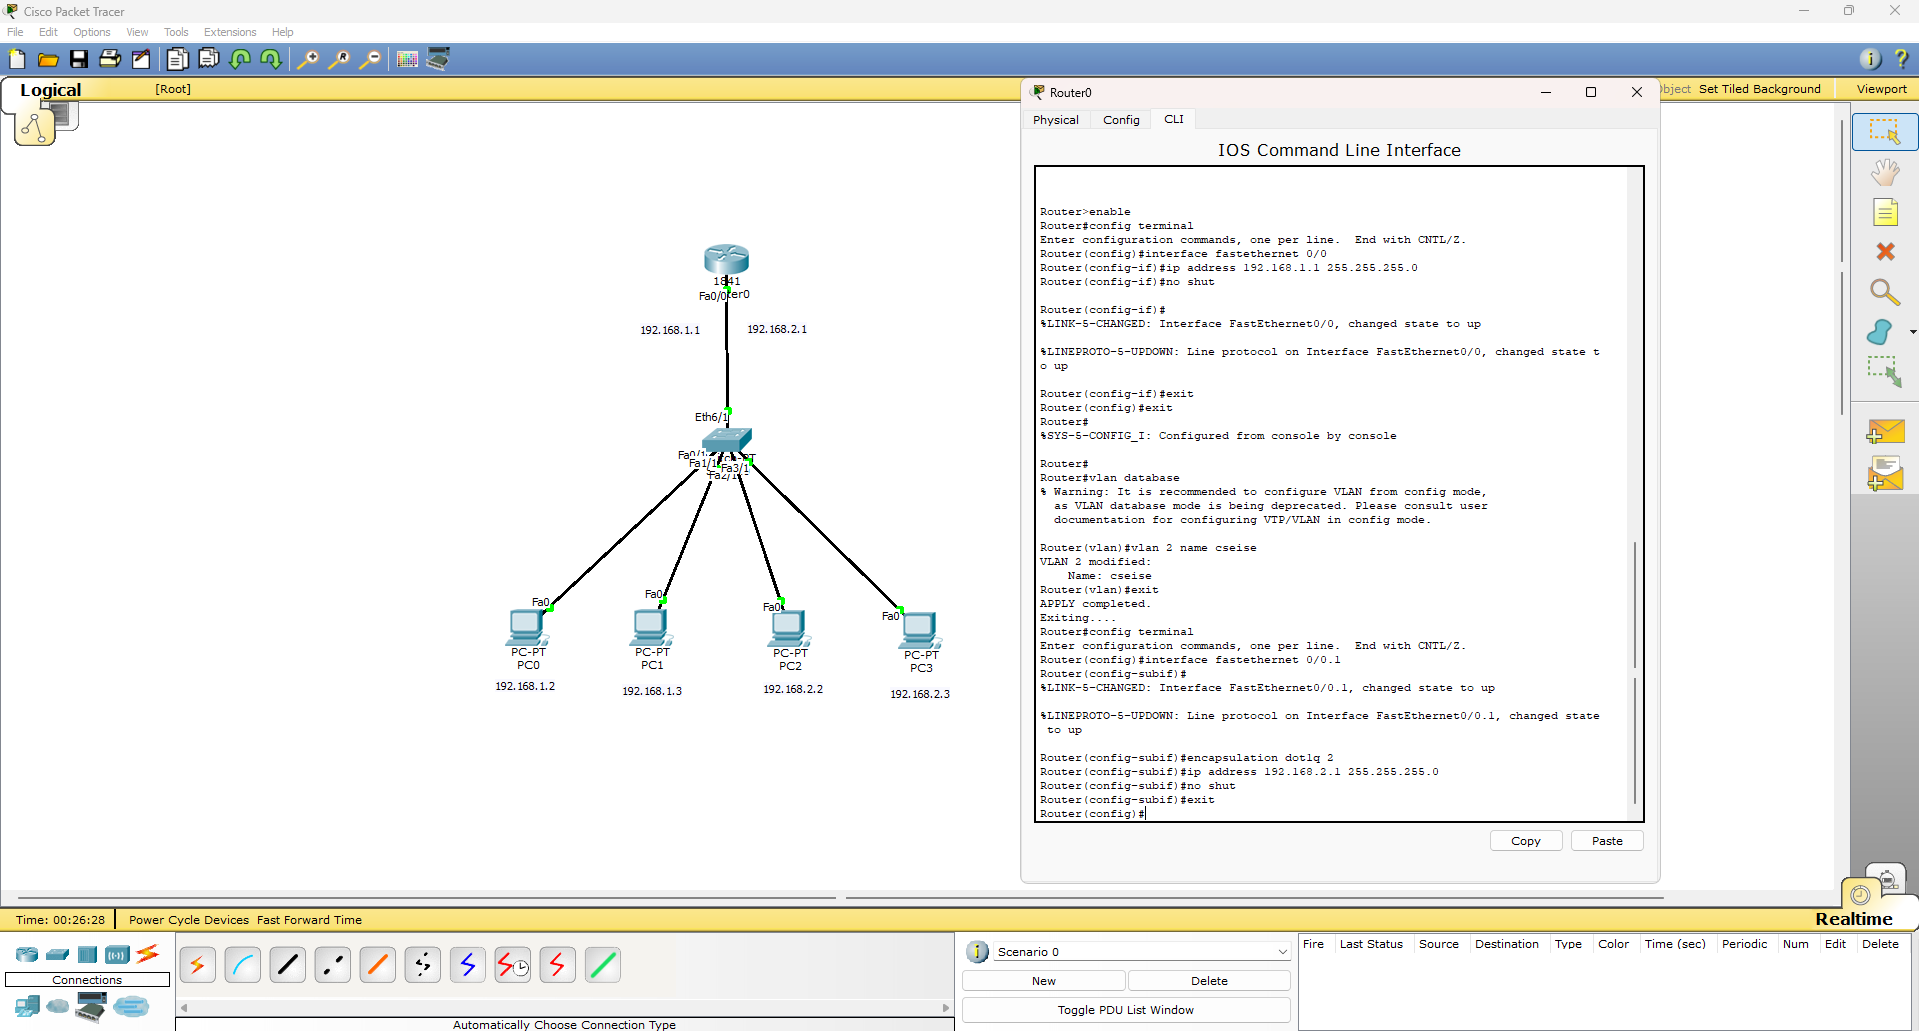 Cisco Packet Tracer
File Edit Options View Tools Extensions Help
Logical
[Root]
bject
Set Tiled Background
Viewport
1841
Fa0/0
ter0
192.168.1.1
192.168.2.1
Eth6/1
Fa0/1
Fa1/1
Fa3/1
Fa2/1
Fa0
Fa0
Fa0
Fa0
PC-PT
PC0
PC-PT
PC1
PC-PT
PC2
PC-PT
PC3
192.168.1.2
192.168.1.3
192.168.2.2
192.168.2.3
Router0
Physical Config CLI
IOS Command Line Interface
Router>enable
Router#config terminal
Enter configuration commands, one per line.  End with CNTL/Z.
Router(config)#interface fastethernet 0/0
Router(config-if)#ip address 192.168.1.1 255.255.255.0
Router(config-if)#no shut
Router(config-if)#
%LINK-5-CHANGED: Interface FastEthernet0/0, changed state to up
%LINEPROTO-5-UPDOWN: Line protocol on Interface FastEthernet0/0, changed state t
o up
Router(config-if)#exit
Router(config)#exit
Router#
%SYS-5-CONFIG_I: Configured from console by console
Router#
Router#vlan database
% Warning: It is recommended to configure VLAN from config mode,
as VLAN database mode is being deprecated. Please consult user
documentation for configuring VTP/VLAN in config mode.
Router(vlan)#vlan 2 name cseise
VLAN 2 modified:
Name: cseise
Router(vlan)#exit
APPLY completed.
Exiting....
Router#config terminal
Enter configuration commands, one per line.  End with CNTL/Z.
Router(config)#interface fastethernet 0/0.1
Router(config-subif)#
%LINK-5-CHANGED: Interface FastEthernet0/0.1, changed state to up
%LINEPROTO-5-UPDOWN: Line protocol on Interface FastEthernet0/0.1, changed state
to up
Router(config-subif)#encapsulation dot1q 2
Router(config-subif)#ip address 192.168.2.1 255.255.255.0
Router(config-subif)#no shut
Router(config-subif)#exit
Router(config)#
Copy Paste
Time: 00:26:28
Power Cycle Devices Fast Forward Time
Realtime
Connections
Automatically Choose Connection Type
Scenario 0
New
Delete
Toggle PDU List Window
Fire Last Status Source Destination Type Color Time (sec) Periodic Num Edit Delete